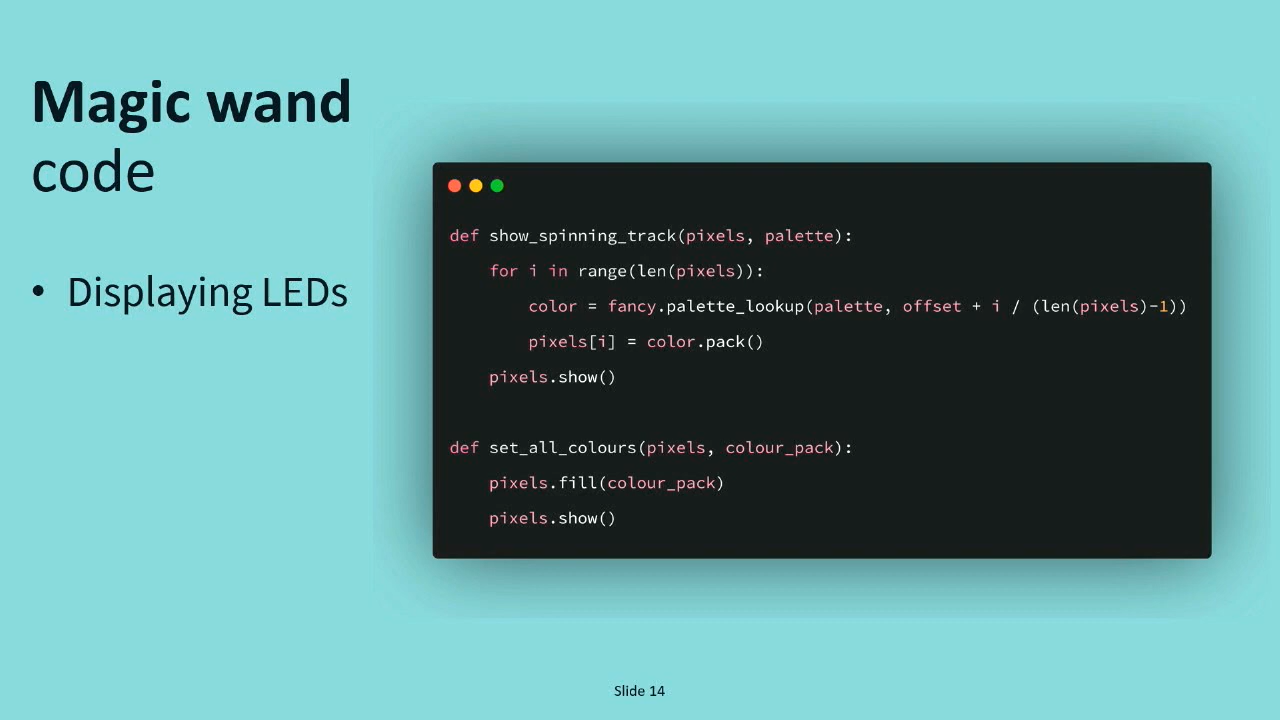 Magic wand
code
• Displaying LEDs
def show_spinning_track(pixels, palette):
    for i in range(len(pixels)):
        color = fancy.palette_lookup(palette, offset + i / (len(pixels)-1))
        pixels[i] = color.pack()
    pixels.show()
def set_all_colours(pixels, colour_pack):
    pixels.fill(colour_pack)
    pixels.show()
Slide 14